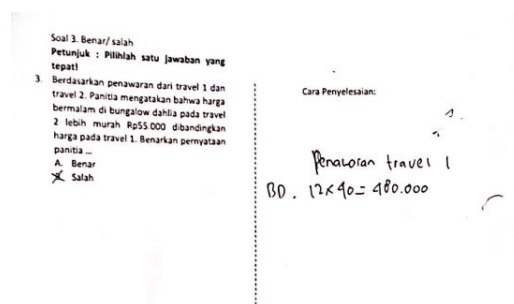 Soal 3. Benar/ salah
Petunjuk : Pilihlah satu jawaban yang
tepat!
3. Berdasarkan penawaran dari travel 1 dan
travel 2. Panitia mengatakan bahwa harga
bermalam di bungalow dahlia pada travel
2 lebih murah Rp55.000 dibandingkan
harga pada travel 1. Benarkan pernyataan
panitia ...
A. Benar
B. Salah
Cara Penyelesaian:
Penaworan travel 1
BD. 12×40= 480.000